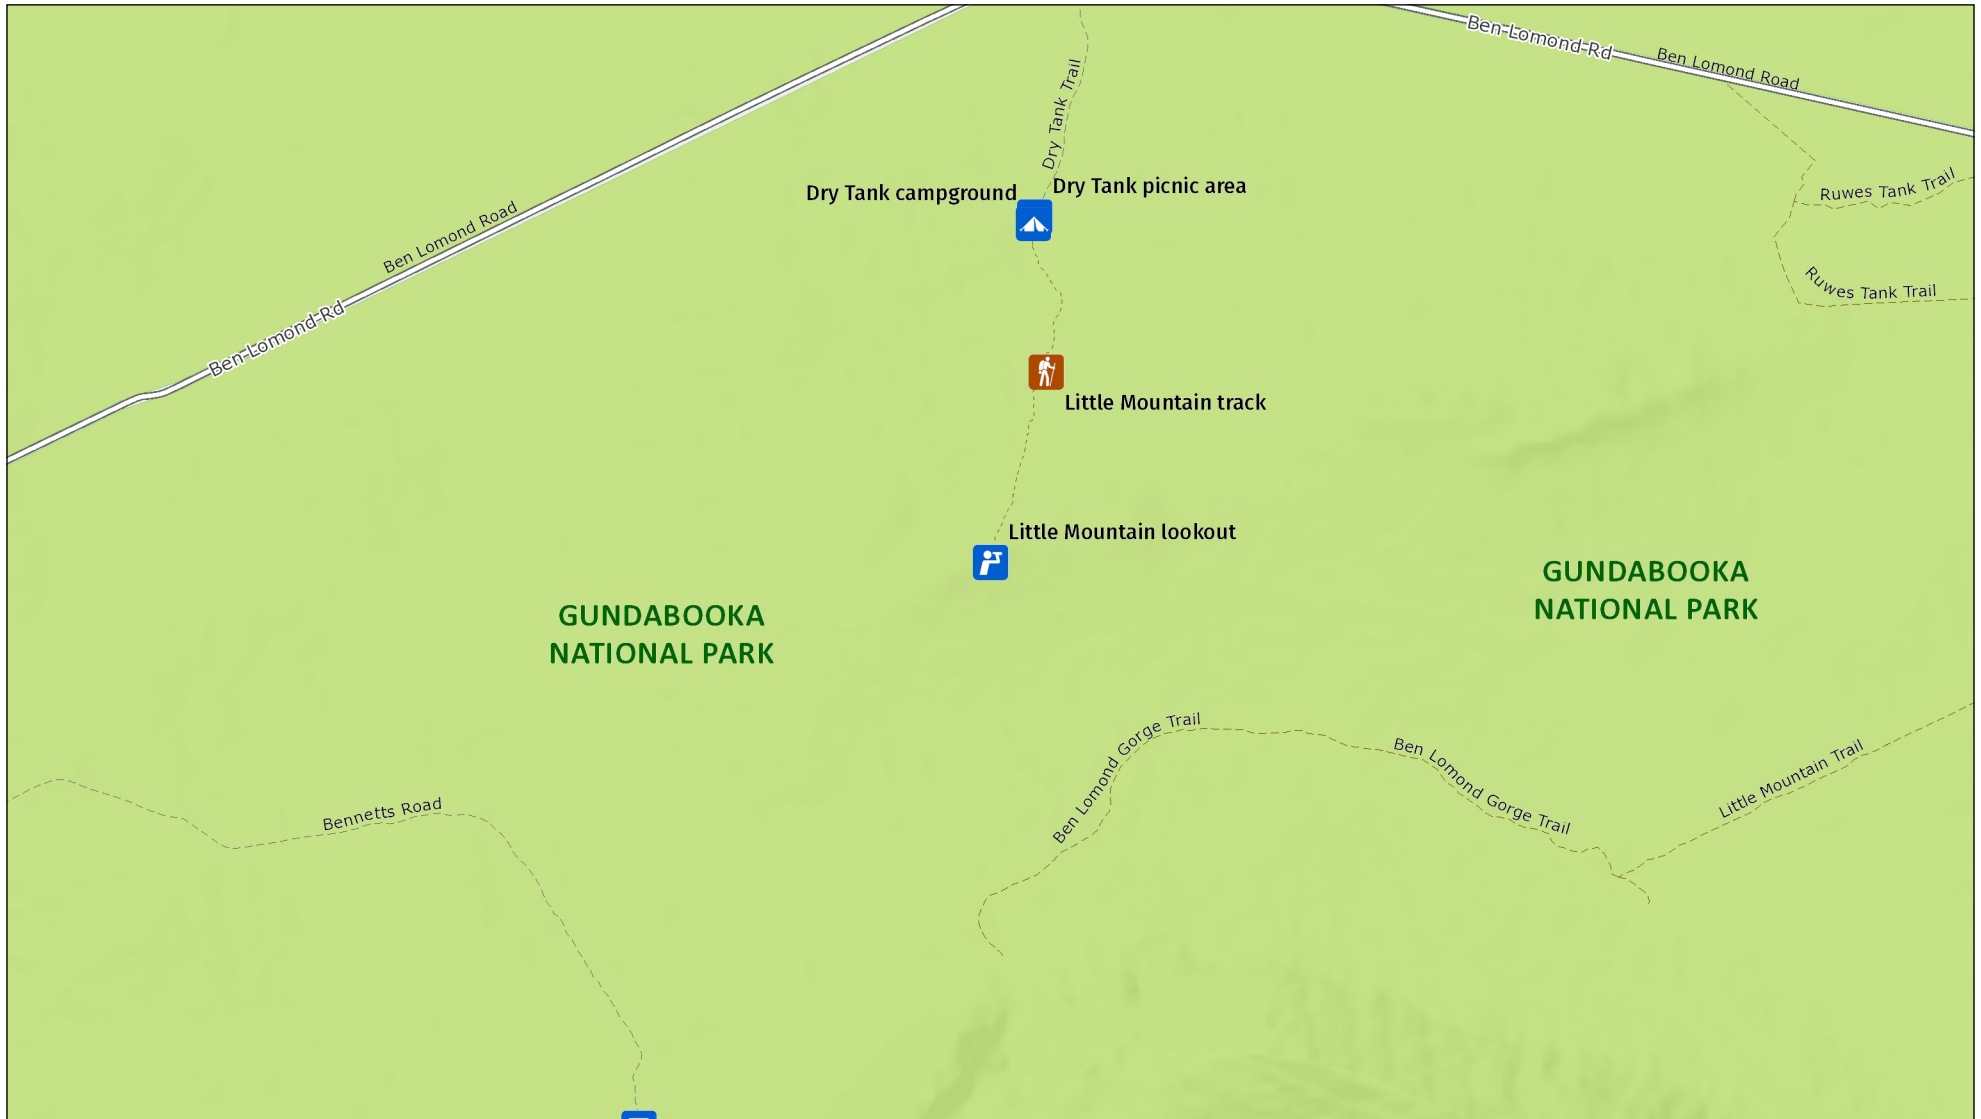 Ben Lomond Rd
Ben Lomond Road
Dry Tank Trail
Dry Tank campground
Dry Tank picnic area
Ruwes Tank Trail
Ben Lomond Road
Ruwes Tank Trail
Ben Lomond Rd
Little Mountain track
Little Mountain lookout
GUNDABOOKA
NATIONAL PARK
GUNDABOOKA
NATIONAL PARK
Ben Lomond Gorge Trail
Ben Lomond Gorge Trail
Little Mountain Trail
Bennetts Road